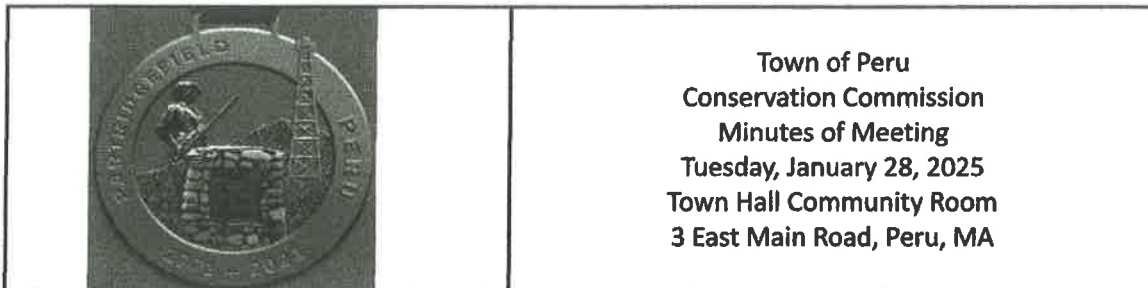 PARTRIDGEFIELD PERU
Town of Peru
Conservation Commission
Minutes of Meeting
Tuesday, January 28, 2025
Town Hall Community Room
3 East Main Road, Peru, MA